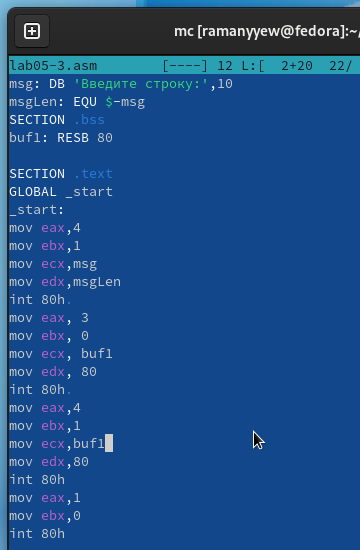 mc [ramanyyew@fedora]:~/
lab05-3.asm [----] 12 L:[ 2+20 22/
msg: DB 'Введите строку:',10
msgLen: EQU $-msg
SECTION .bss
buf1: RESB 80
SECTION .text
GLOBAL _start
_start:
mov eax,4
mov ebx,1
mov ecx,msg
mov edx,msgLen
int 80h.
mov eax, 3
mov ebx, 0
mov ecx, buf1
mov edx, 80
int 80h.
mov eax,4
mov ebx,1
mov ecx,buf1
mov edx,80
int 80h
mov eax,1
mov ebx,0
int 80h